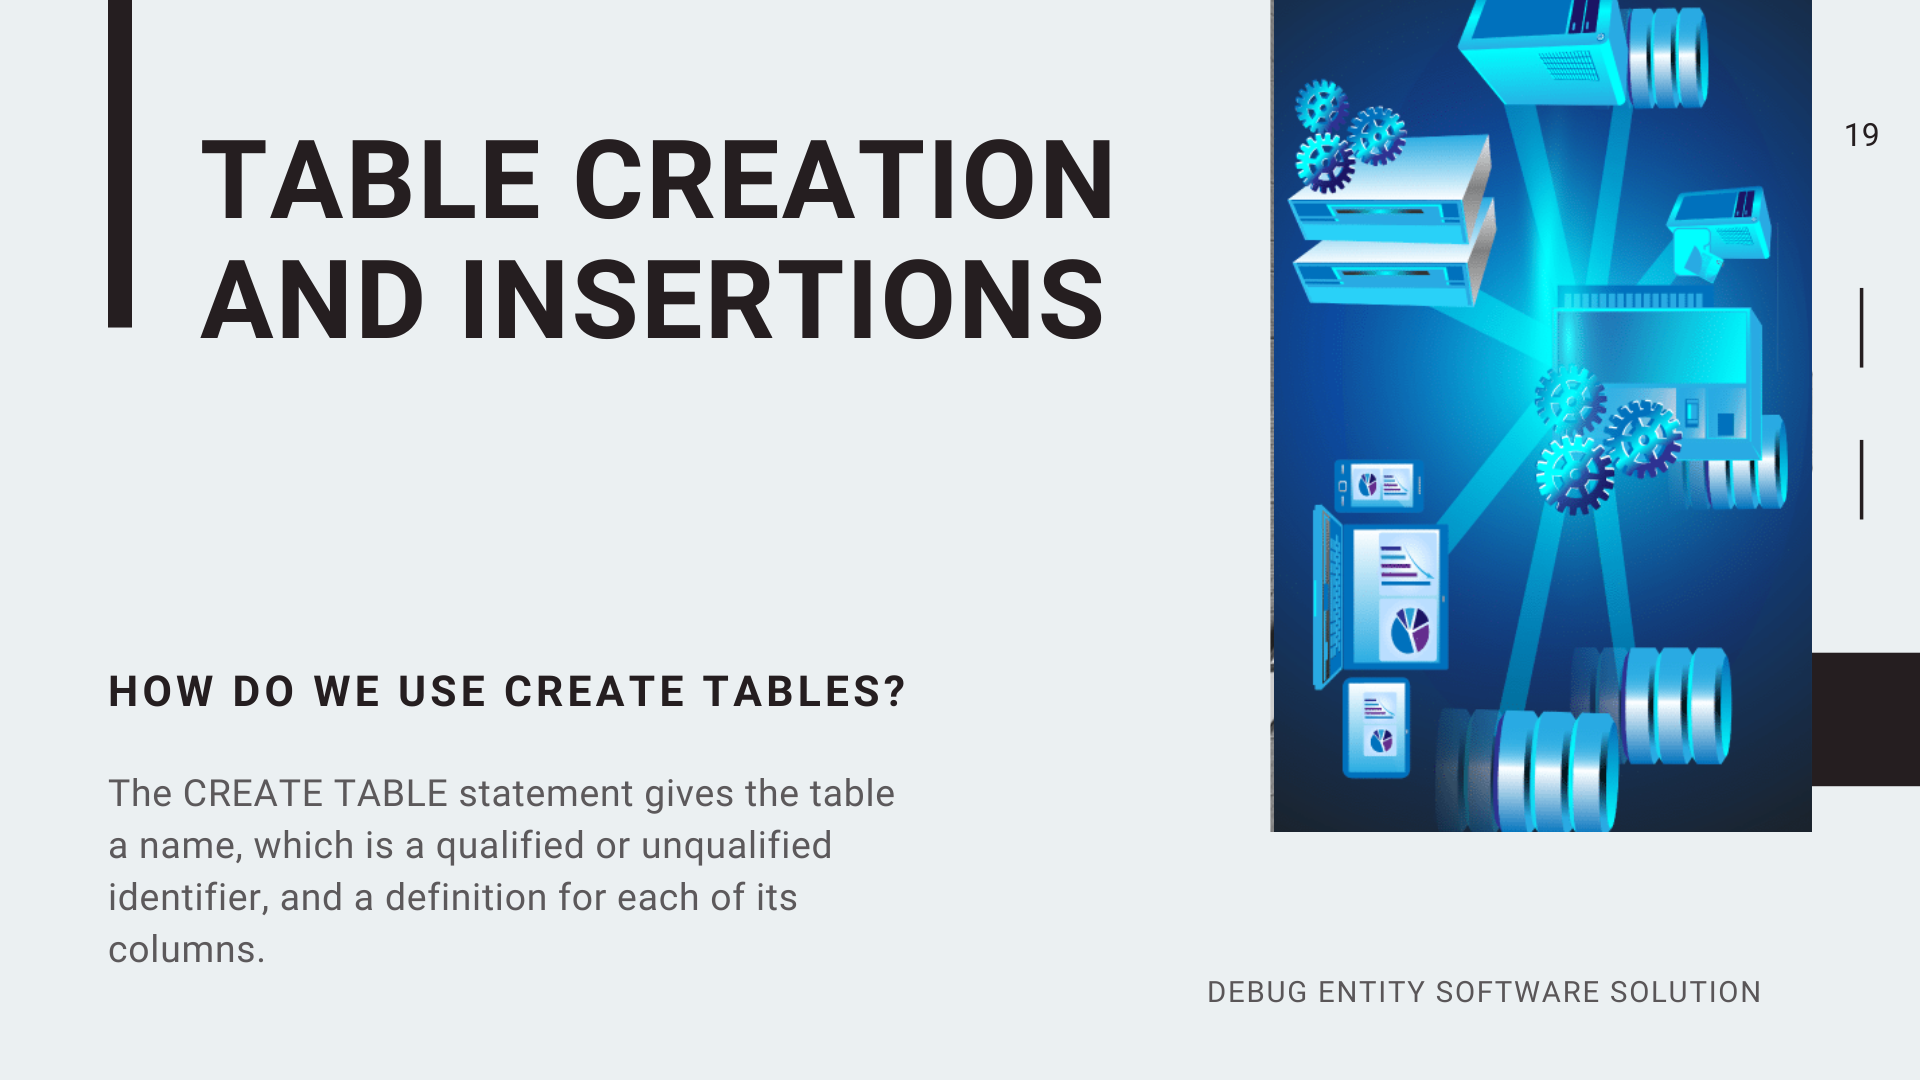 19
TABLE CREATION
AND INSERTIONS
HOW DO WE USE CREATE TABLES?
The CREATE TABLE statement gives the table
a name, which is a qualified or unqualified
identifier, and a definition for each of its
columns.
DEBUG ENTITY SOFTWARE SOLUTION